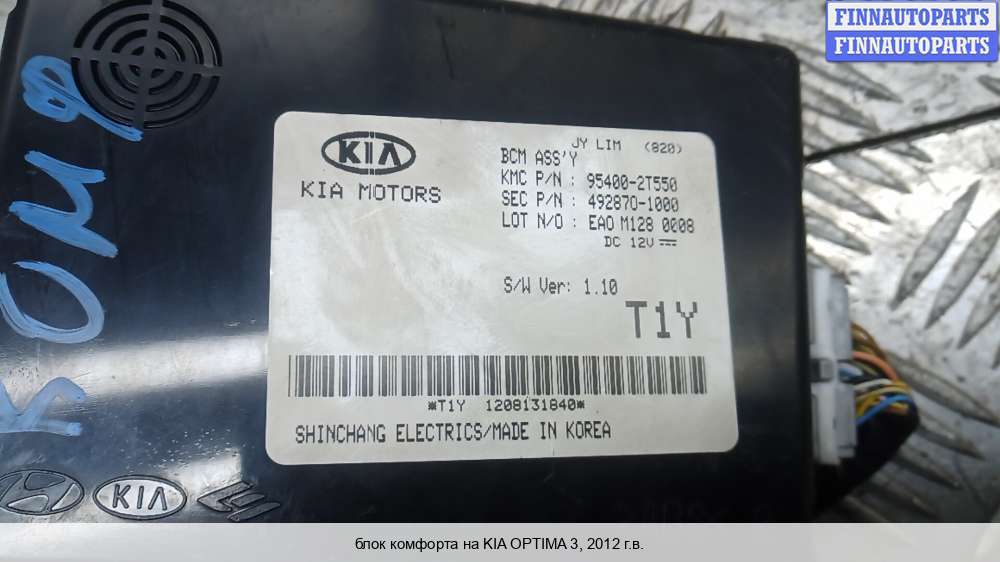 FINNAUTOPARTS
FINNAUTOPARTS
КОМФ
KIA
KIA MOTORS
JY LIM (820)
BCM ASS'Y
KMC P/N : 95400-2T550
SEC P/N : 492870-1000
LOT N/O : EAO M128 0008
DC 12V
S/W Ver: 1.10
T1Y
*T1Y 1208131840*
SHINCHANG ELECTRICS/MADE IN KOREA
KIA
блок комфорта на KIA OPTIMA 3, 2012 г.в.